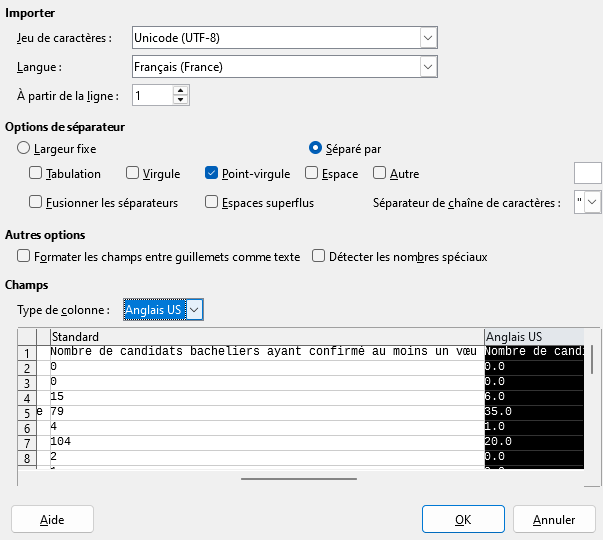 Importer
Jeu de caractères : Unicode (UTF-8)
Langue : Français (France)
À partir de la ligne : 1
Options de séparateur
Largeur fixe Séparé par
Tabulation Virgule Point-virgule Espace Autre
Fusionner les séparateurs Espaces superflus Séparateur de chaîne de caractères : "
Autres options
Formater les champs entre guillemets comme texte Détecter les nombres spéciaux
Champs
Type de colonne : Anglais US
Standard Anglais US
1 Nombre de candidats bacheliers ayant confirmé au moins un vœu Nombre de candi
2 0 0.0
3 0 0.0
4 15 6.0
5 e 79 35.0
6 4 1.0
7 104 20.0
8 2 0.0
Aide OK Annuler